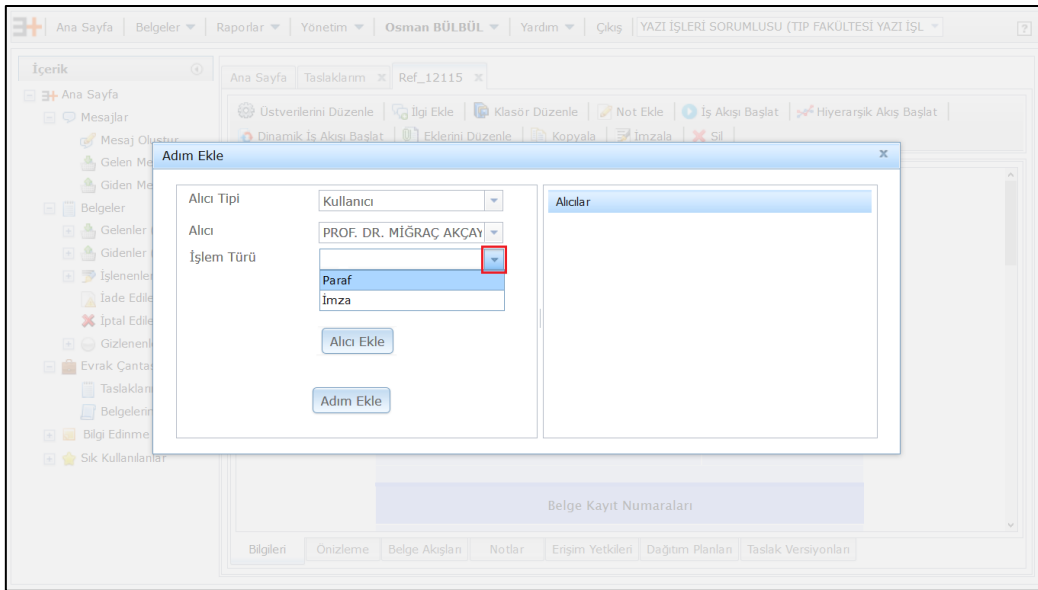 Ana Sayfa Belgeler Raporlar Yönetim Osman BÜLBÜL Yardım Çıkış YAZI İŞLERİ SORUMLUSU (TIP FAKÜLTESİ YAZI İŞL ?
İçerik
Ana Sayfa
Mesajlar
Mesaj Oluştur
Gelen Me
Giden Me
Belgeler
Gelenler
Gidenler
İşlenenler
İade Edile
İptal Edile
Gizlenenl
Evrak Çantas
Taslakları
Belgelerin
Bilgi Edinme
Sık Kullanılanlar
Ana Sayfa Taslaklarım x Ref_12115 x
Üstverilerini Düzenle İlgi Ekle Klasör Düzenle Not Ekle İş Akışı Başlat Hiyerarşik Akış Başlat
Dinamik İş Akışı Başlat Eklerini Düzenle Kopyala İmzala Sil
Adım Ekle x
Alıcı Tipi Kullanıcı
Alıcı PROF. DR. MİĞRAÇ AKÇAY
İşlem Türü
Paraf
İmza
Alıcı Ekle
Adım Ekle
Alıcılar
Belge Kayıt Numaraları
Bilgileri Önizleme Belge Akışları Notlar Erişim Yetkileri Dağıtım Planları Taslak Versiyonları